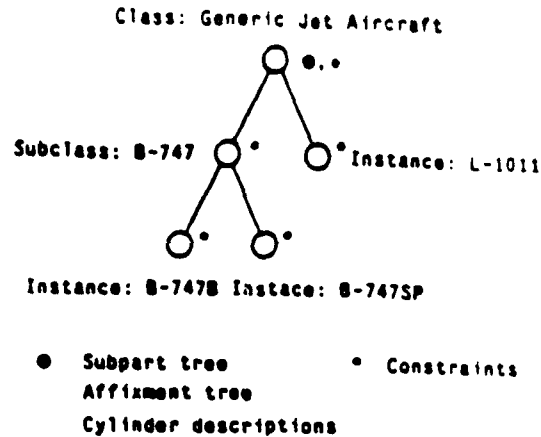 Class: Generic Jet Aircraft
Subclass: B-747
Instance: L-1011
Instance: B-747B Instace: B-747SP
Subpart tree
Constraints
Affixment tree
Cylinder descriptions